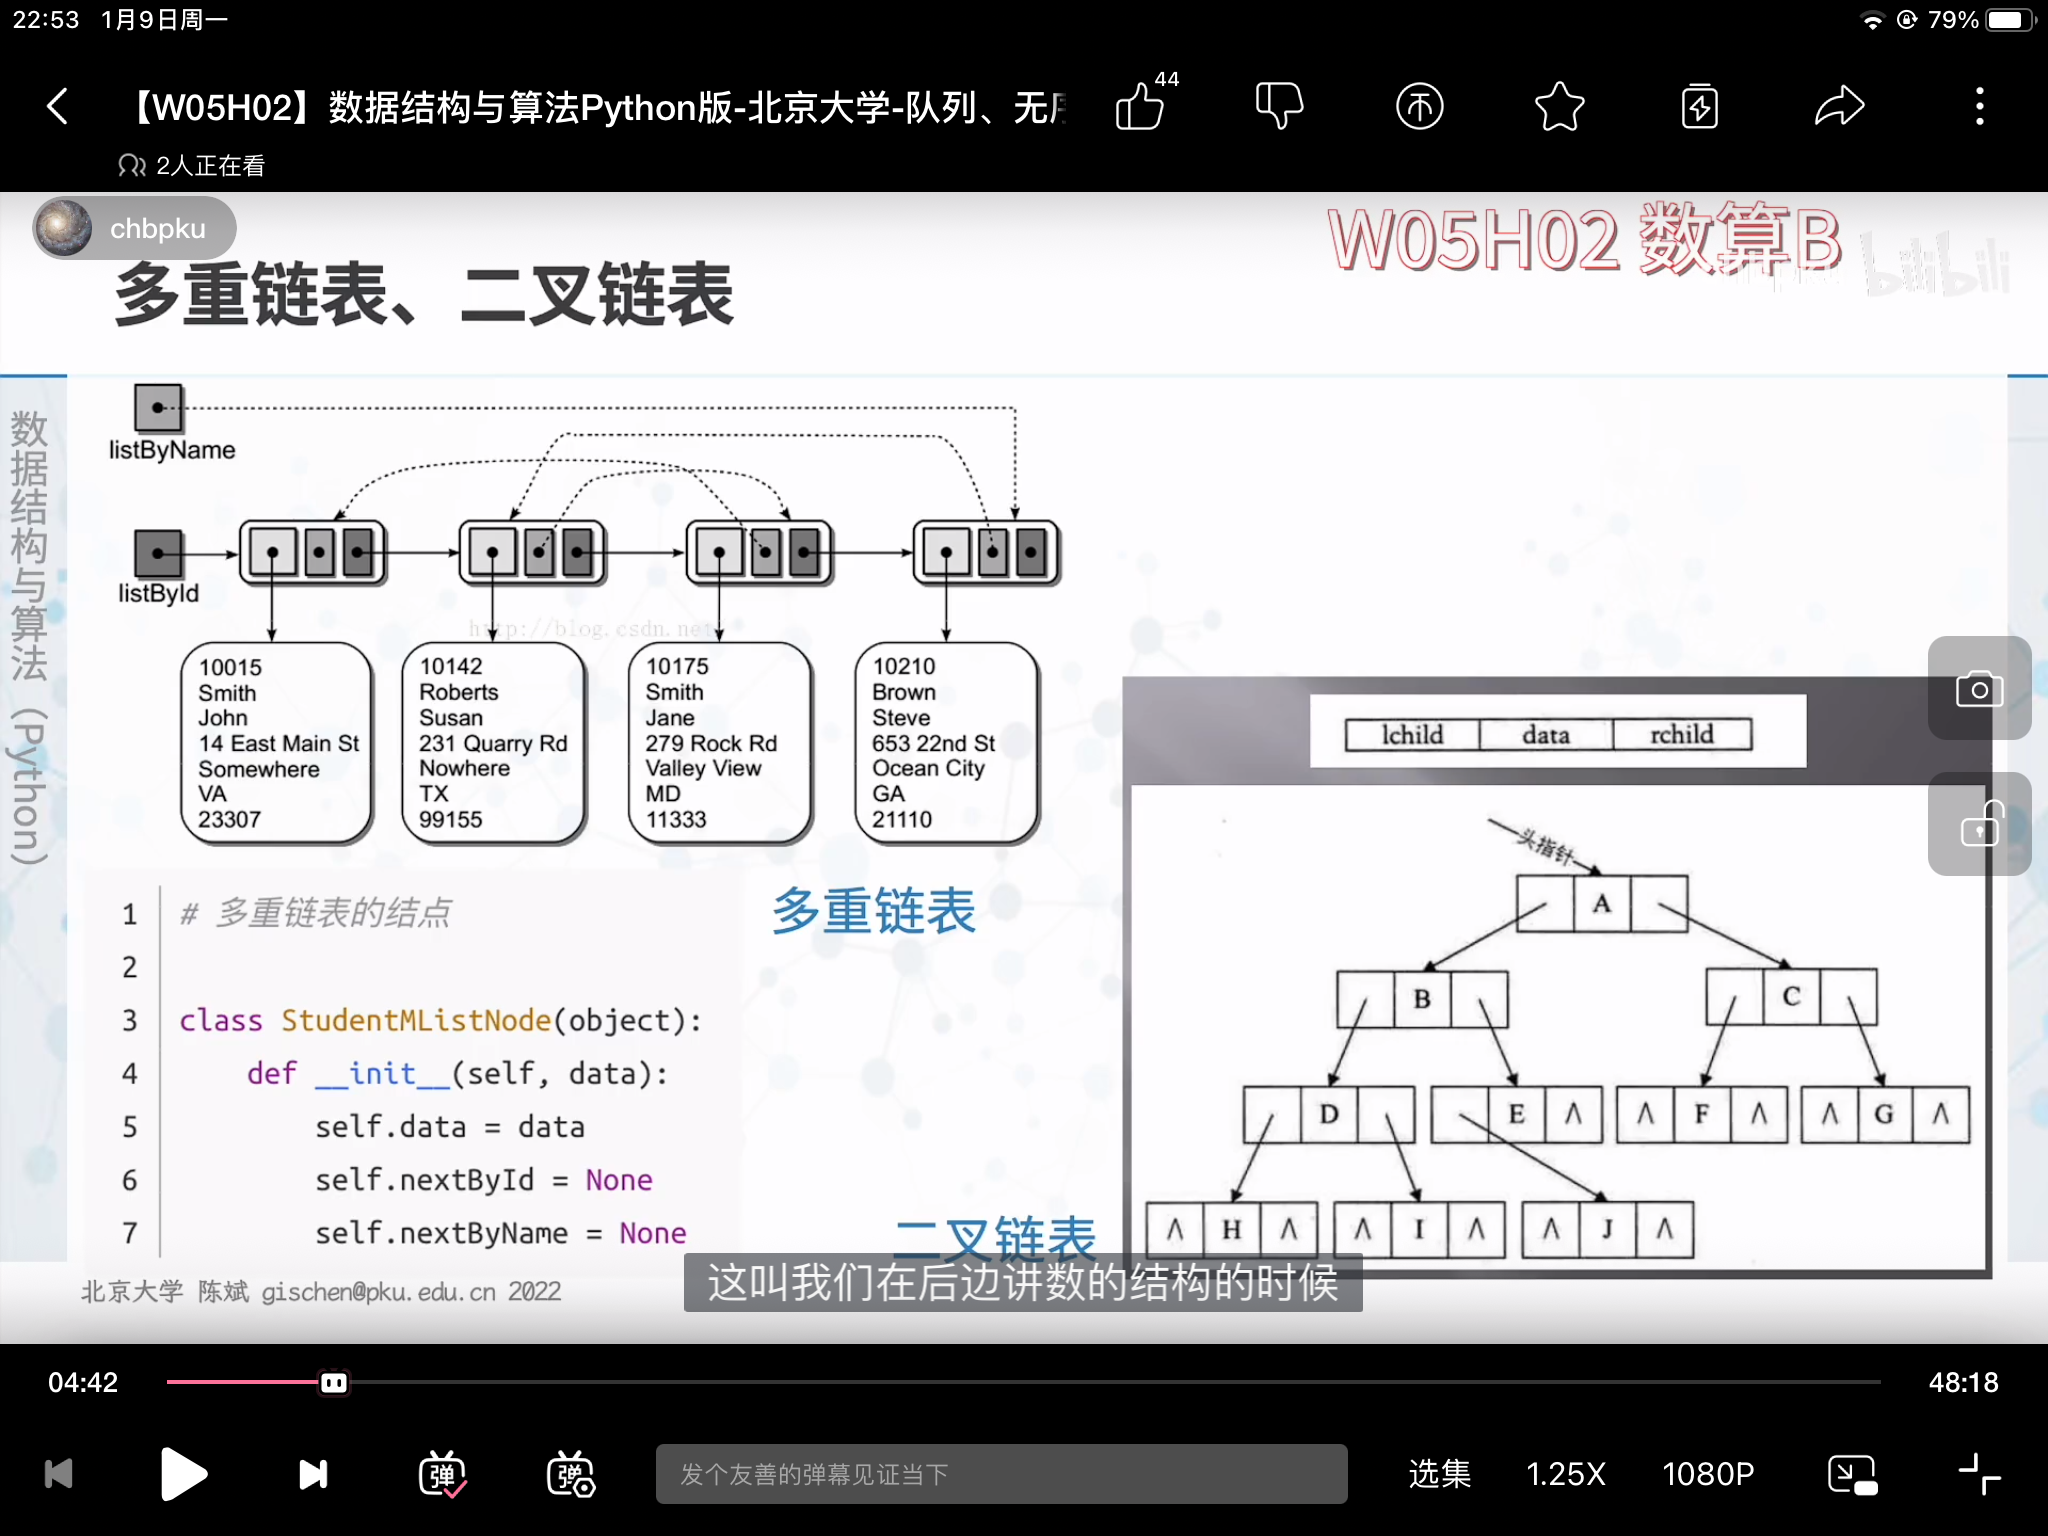 22:53 1月9日周一
79%
【W05H02】数据结构与算法Python版-北京大学-队列、无
44
2人正在看
chbpku
W05H02 数算B
bilibili
多重链表、二叉链表
数据结构与算法（Python）
listByName
listById
http://blog.csdn.net
10015
Smith
John
14 East Main St
Somewhere
VA
23307
10142
Roberts
Susan
231 Quarry Rd
Nowhere
TX
99155
10175
Smith
Jane
279 Rock Rd
Valley View
MD
11333
10210
Brown
Steve
653 22nd St
Ocean City
GA
21110
多重链表
1 # 多重链表的结点
2
3 class StudentMListNode(object):
4 def __init__(self, data):
5 self.data = data
6 self.nextById = None
7 self.nextByName = None
lchild data rchild
头指针
A
B C
D E Λ Λ F Λ Λ G Λ
Λ H Λ Λ I Λ Λ J Λ
二叉链表
北京大学 陈斌 gischen@pku.edu.cn 2022
这叫我们在后边讲数的结构的时候
04:42 48:18
弹 弹 发个友善的弹幕见证当下 选集 1.25X 1080P